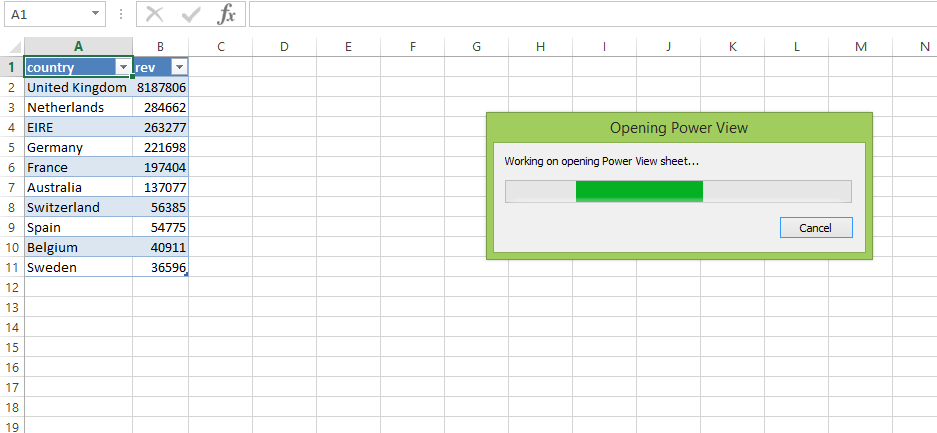 A1 fx
A B C D E F G H I J K L M N
1 country rev
2 United Kingdom 8187806
3 Netherlands 284662
4 EIRE 263277
5 Germany 221698
6 France 197404
7 Australia 137077
8 Switzerland 56385
9 Spain 54775
10 Belgium 40911
11 Sweden 36596
12
13
14
15
16
17
18
19
Opening Power View
Working on opening Power View sheet...
Cancel